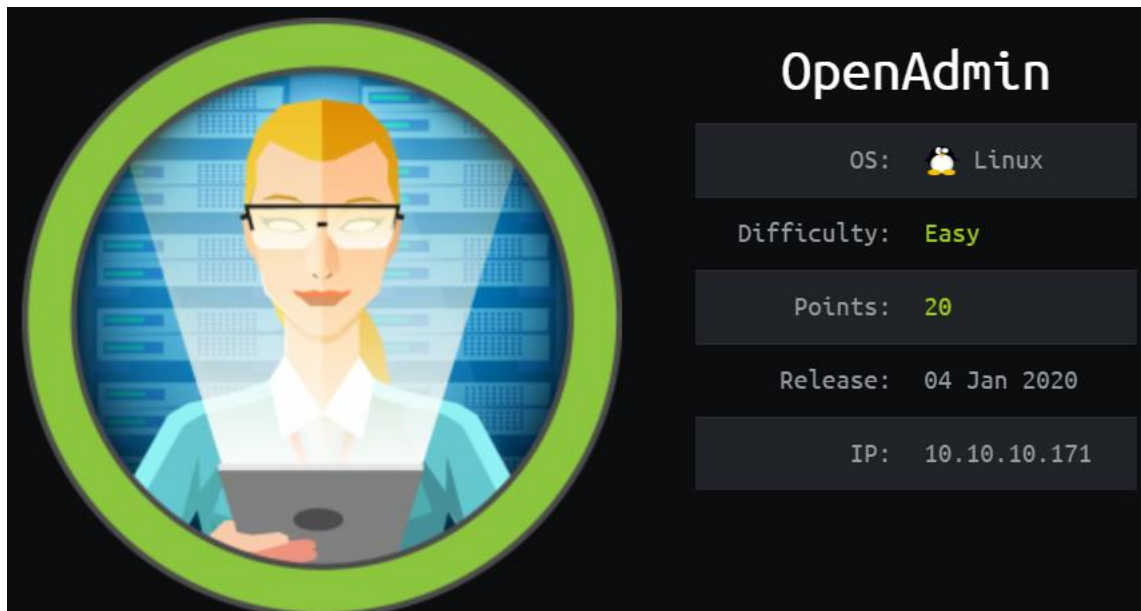 OpenAdmin
OS: Linux
Difficulty: Easy
Points: 20
Release: 04 Jan 2020
IP: 10.10.10.171